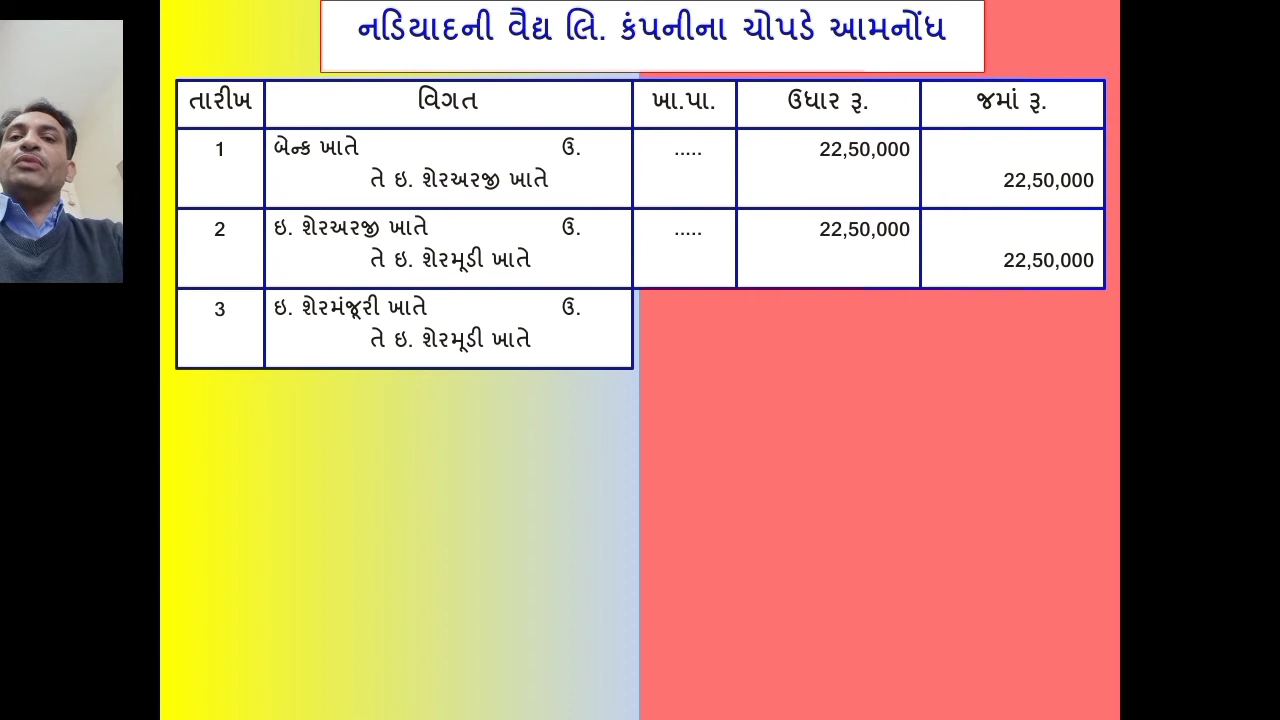 નડિયાદની વૈદ્ય લિ. કંપનીના ચોપડે આમનોંધ
તારીખ વિગત ખા.પા. ઉધાર રૂ. જમાં રૂ.
1 બેન્ક ખાતે ઉ. ..... 22,50,000
તે ઇ. શેરઅરજી ખાતે 22,50,000
2 ઇ. શેરઅરજી ખાતે ઉ. ..... 22,50,000
તે ઇ. શેરમૂડી ખાતે 22,50,000
3 ઇ. શેરમંજૂરી ખાતે ઉ.
તે ઇ. શેરમૂડી ખાતે